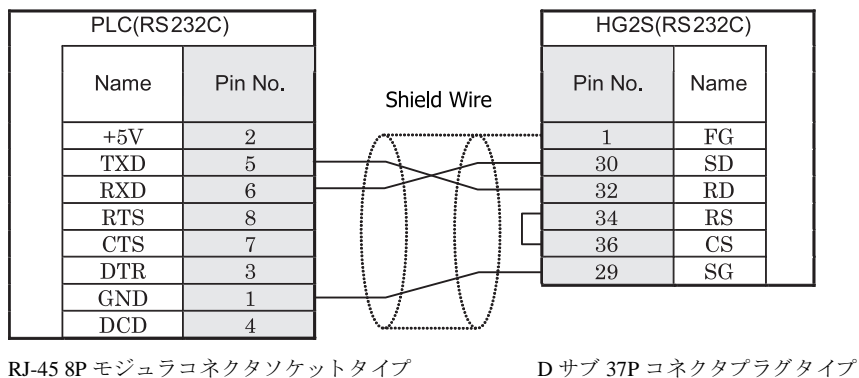 PLC(RS232C)
HG2S(RS232C)
Name Pin No.
Shield Wire
Pin No. Name
+5V 2
1 FG
TXD 5
30 SD
RXD 6
32 RD
RTS 8
34 RS
CTS 7
36 CS
DTR 3
29 SG
GND 1
DCD 4
RJ-45 8P モジュラコネクタソケットタイプ
D サブ 37P コネクタプラグタイプ